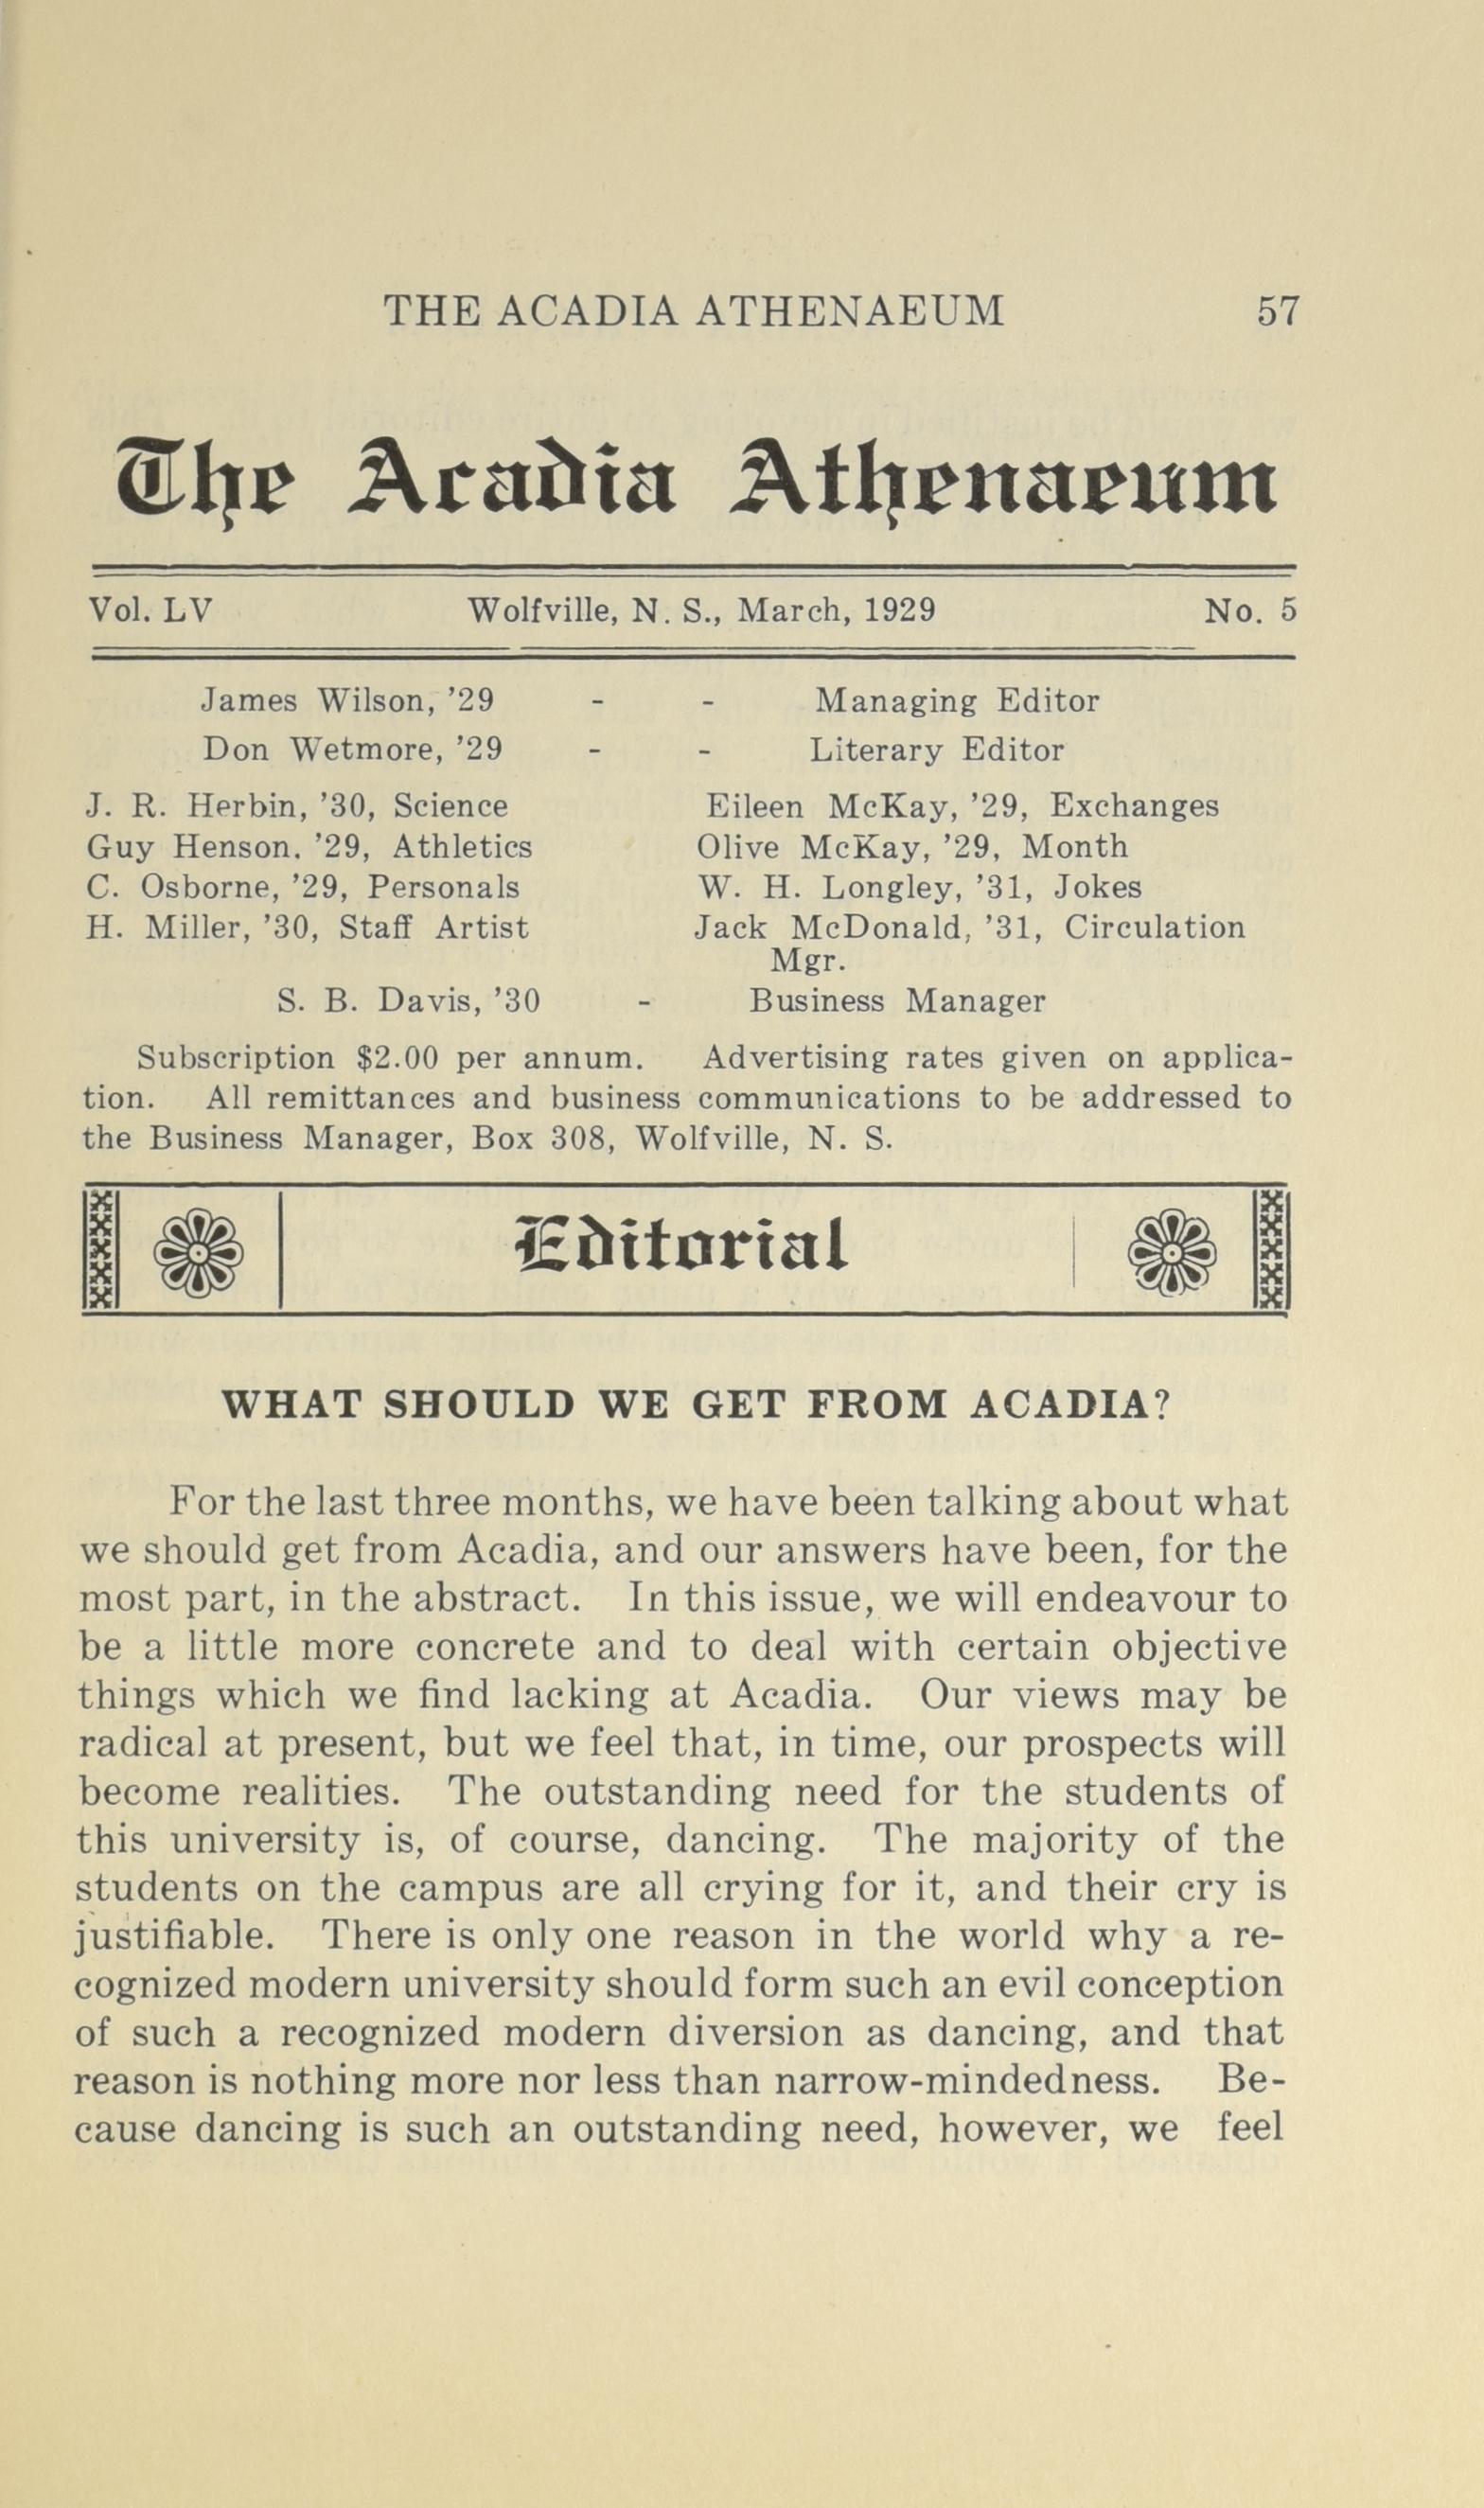 THE ACADIA ATHENAEUM 57
The Acadia Athenaeum
Vol. LV Wolfville, N. S., March, 1929 No. 5
James Wilson, '29 - - Managing Editor
Don Wetmore, '29 - - Literary Editor
J. R. Herbin, '30, Science Eileen McKay, '29, Exchanges
Guy Henson. '29, Athletics Olive McKay, '29, Month
C. Osborne, '29, Personals W. H. Longley, '31, Jokes
H. Miller, '30, Staff Artist Jack McDonald, '31, Circulation
Mgr.
S. B. Davis, '30 - Business Manager
Subscription $2.00 per annum. Advertising rates given on applica-
tion. All remittances and business communications to be addressed to
the Business Manager, Box 308, Wolfville, N. S.
Editorial
WHAT SHOULD WE GET FROM ACADIA?
For the last three months, we have been talking about what
we should get from Acadia, and our answers have been, for the
most part, in the abstract. In this issue, we will endeavour to
be a little more concrete and to deal with certain objective
things which we find lacking at Acadia. Our views may be
radical at present, but we feel that, in time, our prospects will
become realities. The outstanding need for the students of
this university is, of course, dancing. The majority of the
students on the campus are all crying for it, and their cry is
justifiable. There is only one reason in the world why a re-
cognized modern university should form such an evil conception
of such a recognized modern diversion as dancing, and that
reason is nothing more nor less than narrow-mindedness. Be-
cause dancing is such an outstanding need, however, we feel